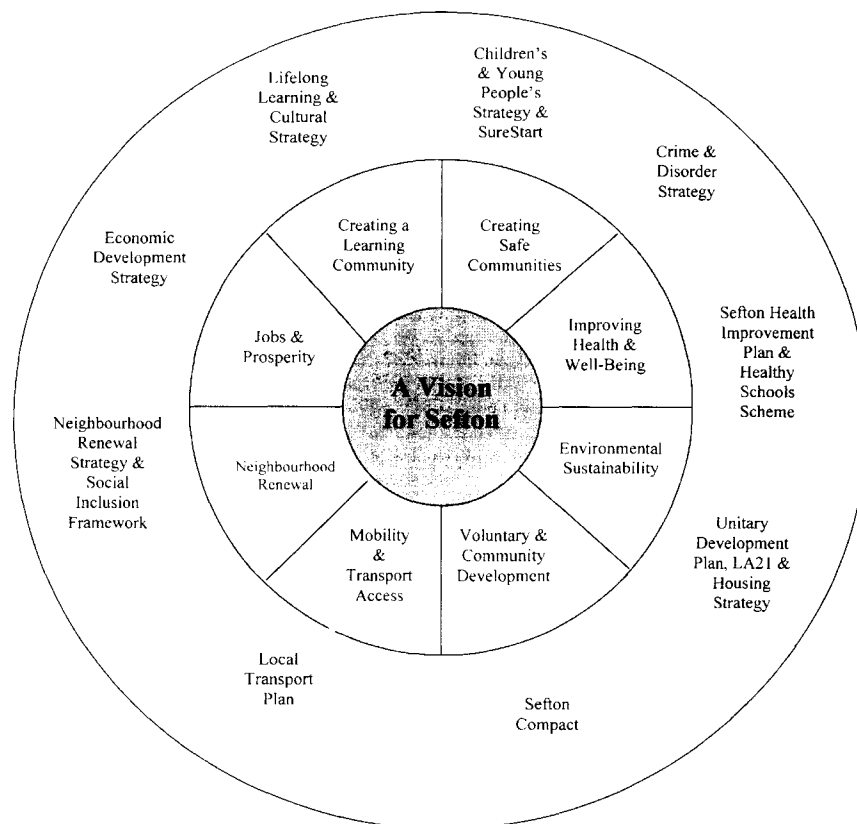 Children's
& Young
People's
Strategy &
SureStart
Lifelong
Learning &
Cultural
Strategy
Crime &
Disorder
Strategy
Economic
Development
Strategy
Creating a
Learning
Community
Creating
Safe
Communities
Jobs &
Prosperity
Improving
Health &
Well-Being
Sefton Health
Improvement
Plan &
Healthy
Schools
Scheme
A Vision
for Sefton
Neighbourhood
Renewal
Strategy &
Social
Inclusion
Framework
Neighbourhood
Renewal
Environmental
Sustainability
Mobility
&
Transport
Access
Voluntary &
Community
Development
Unitary
Development
Plan, LA21 &
Housing
Strategy
Local
Transport
Plan
Sefton
Compact